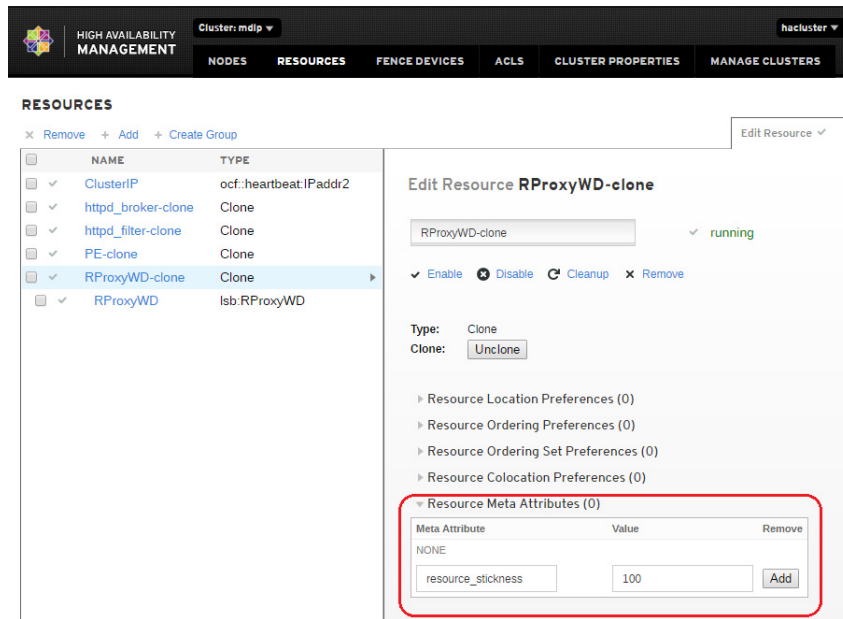 HIGH AVAILABILITY
MANAGEMENT
Cluster: mdlp
hacluster
NODES RESOURCES FENCE DEVICES ACLS CLUSTER PROPERTIES MANAGE CLUSTERS
RESOURCES
Remove + Add + Create Group
Edit Resource
NAME TYPE
ClusterIP ocf::heartbeat:IPaddr2
httpd_broker-clone Clone
httpd_filter-clone Clone
PE-clone Clone
RProxyWD-clone Clone
RProxyWD lsb:RProxyWD
Edit Resource RProxyWD-clone
RProxyWD-clone running
Enable Disable Cleanup Remove
Type: Clone
Clone: Unclone
Resource Location Preferences (0)
Resource Ordering Preferences (0)
Resource Ordering Set Preferences (0)
Resource Colocation Preferences (0)
Resource Meta Attributes (0)
Meta Attribute Value Remove
NONE
resource_stickness 100 Add